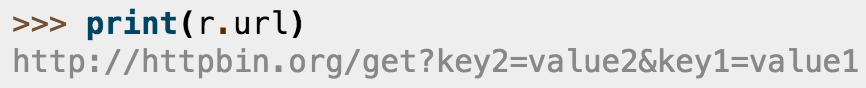 >>> print(r.url)
http://httpbin.org/get?key2=value2&key1=value1